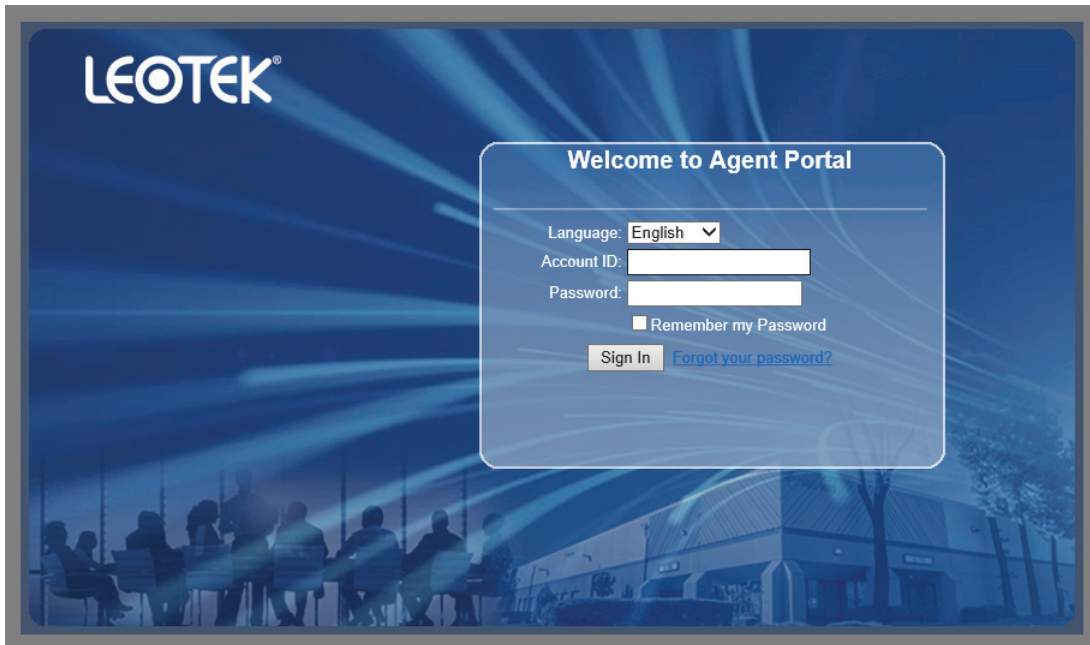 LEOTEK®
Welcome to Agent Portal
Language: English
Account ID:
Password:
Remember my Password
Sign In Forgot your password?